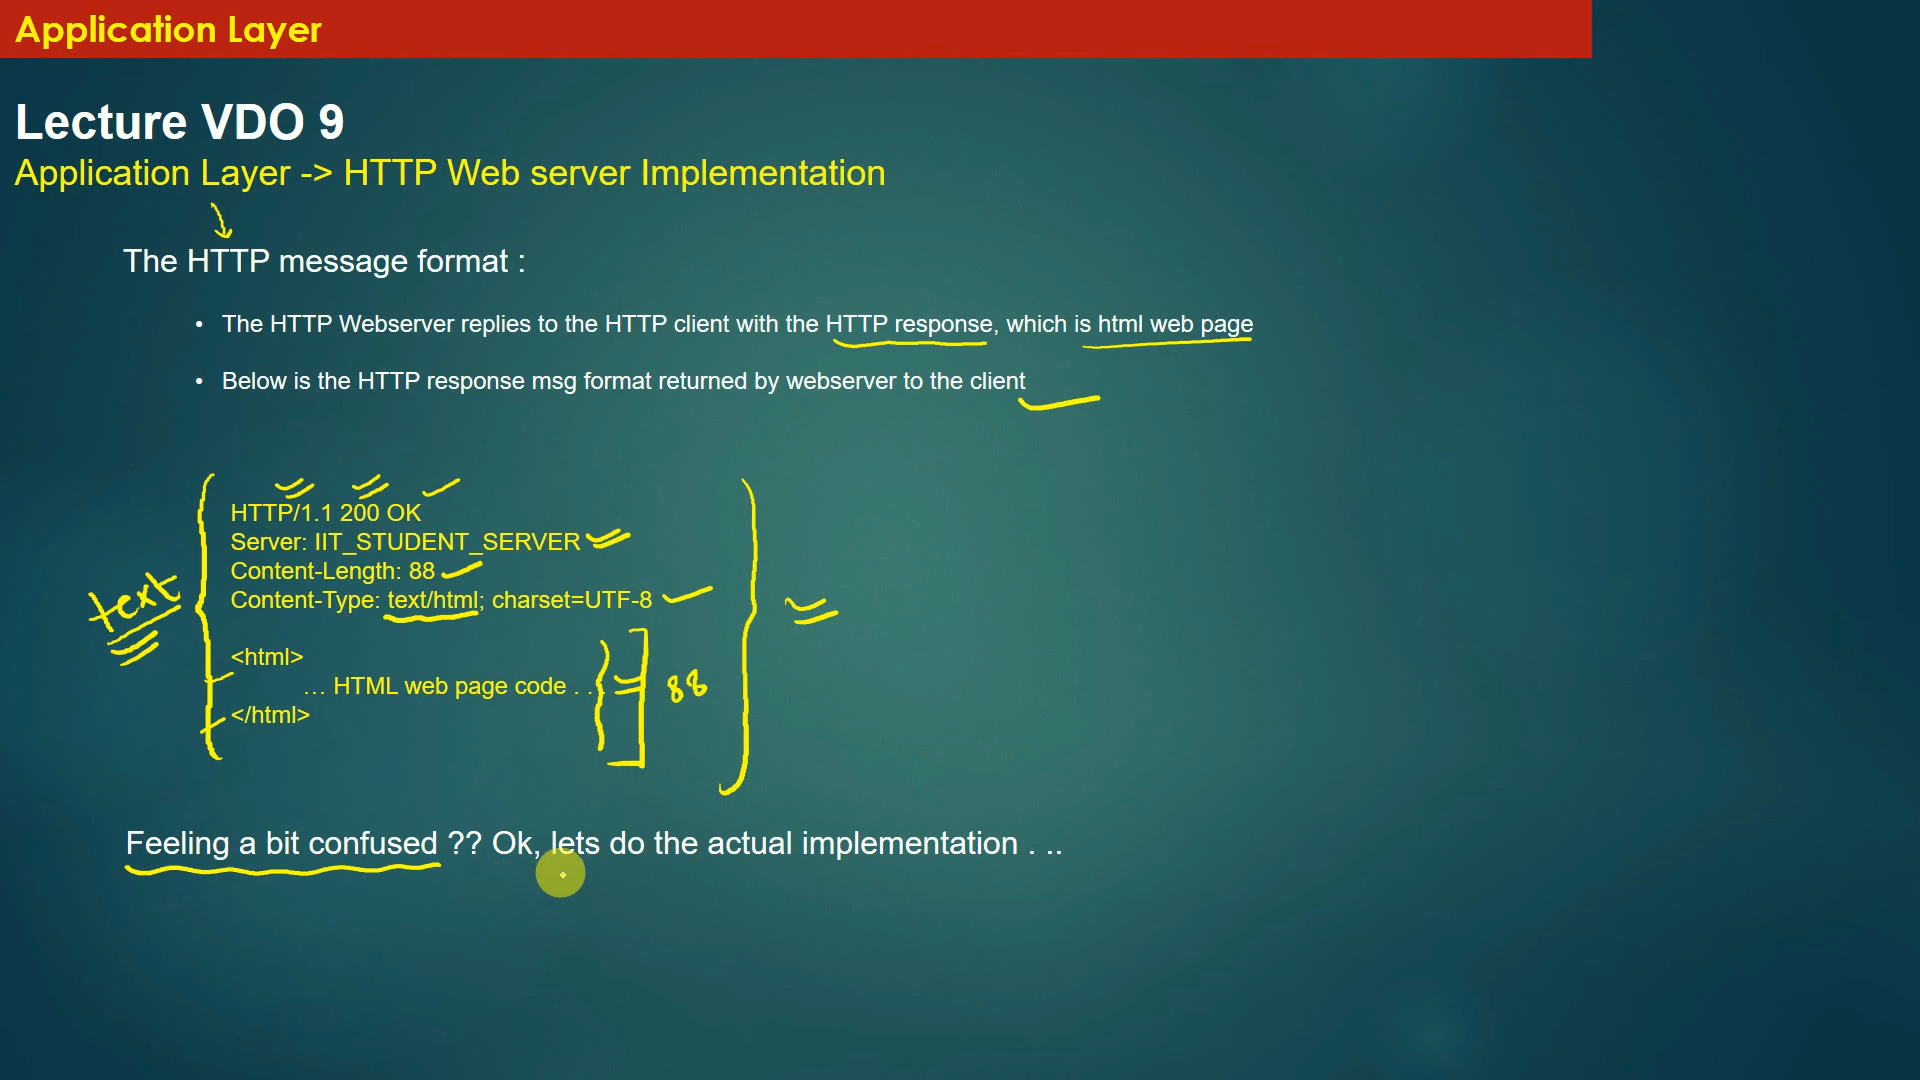 Application Layer
Lecture VDO 9
Application Layer -> HTTP Web server Implementation
The HTTP message format :
• The HTTP Webserver replies to the HTTP client with the HTTP response, which is html web page
• Below is the HTTP response msg format returned by webserver to the client
HTTP/1.1 200 OK
Server: IIT_STUDENT_SERVER
Content-Length: 88
Content-Type: text/html; charset=UTF-8
text
<html>
... HTML web page code . . .
88
</html>
Feeling a bit confused ?? Ok, lets do the actual implementation . ..